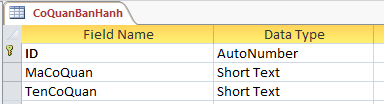 CoQuanBanHanh
Field Name Data Type
ID AutoNumber
MaCoQuan Short Text
TenCoQuan Short Text